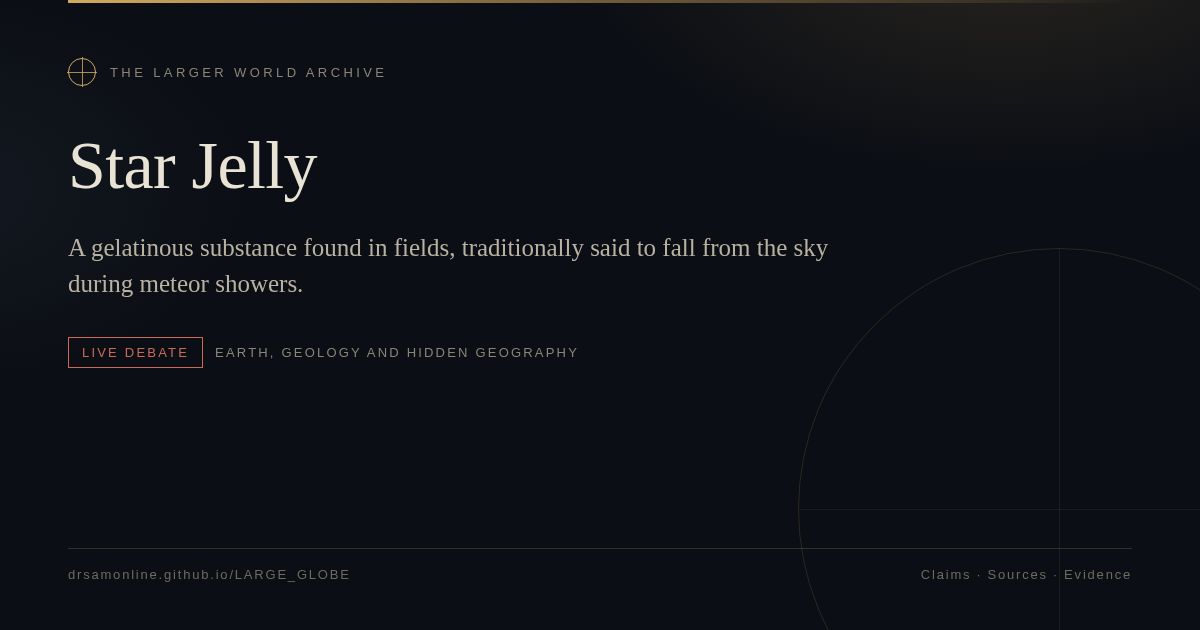 THE LARGER WORLD ARCHIVE
Star Jelly
A gelatinous substance found in fields, traditionally said to fall from the sky
during meteor showers.
LIVE DEBATE EARTH, GEOLOGY AND HIDDEN GEOGRAPHY
drsamonline.github.io/LARGE_GLOBE
Claims · Sources · Evidence